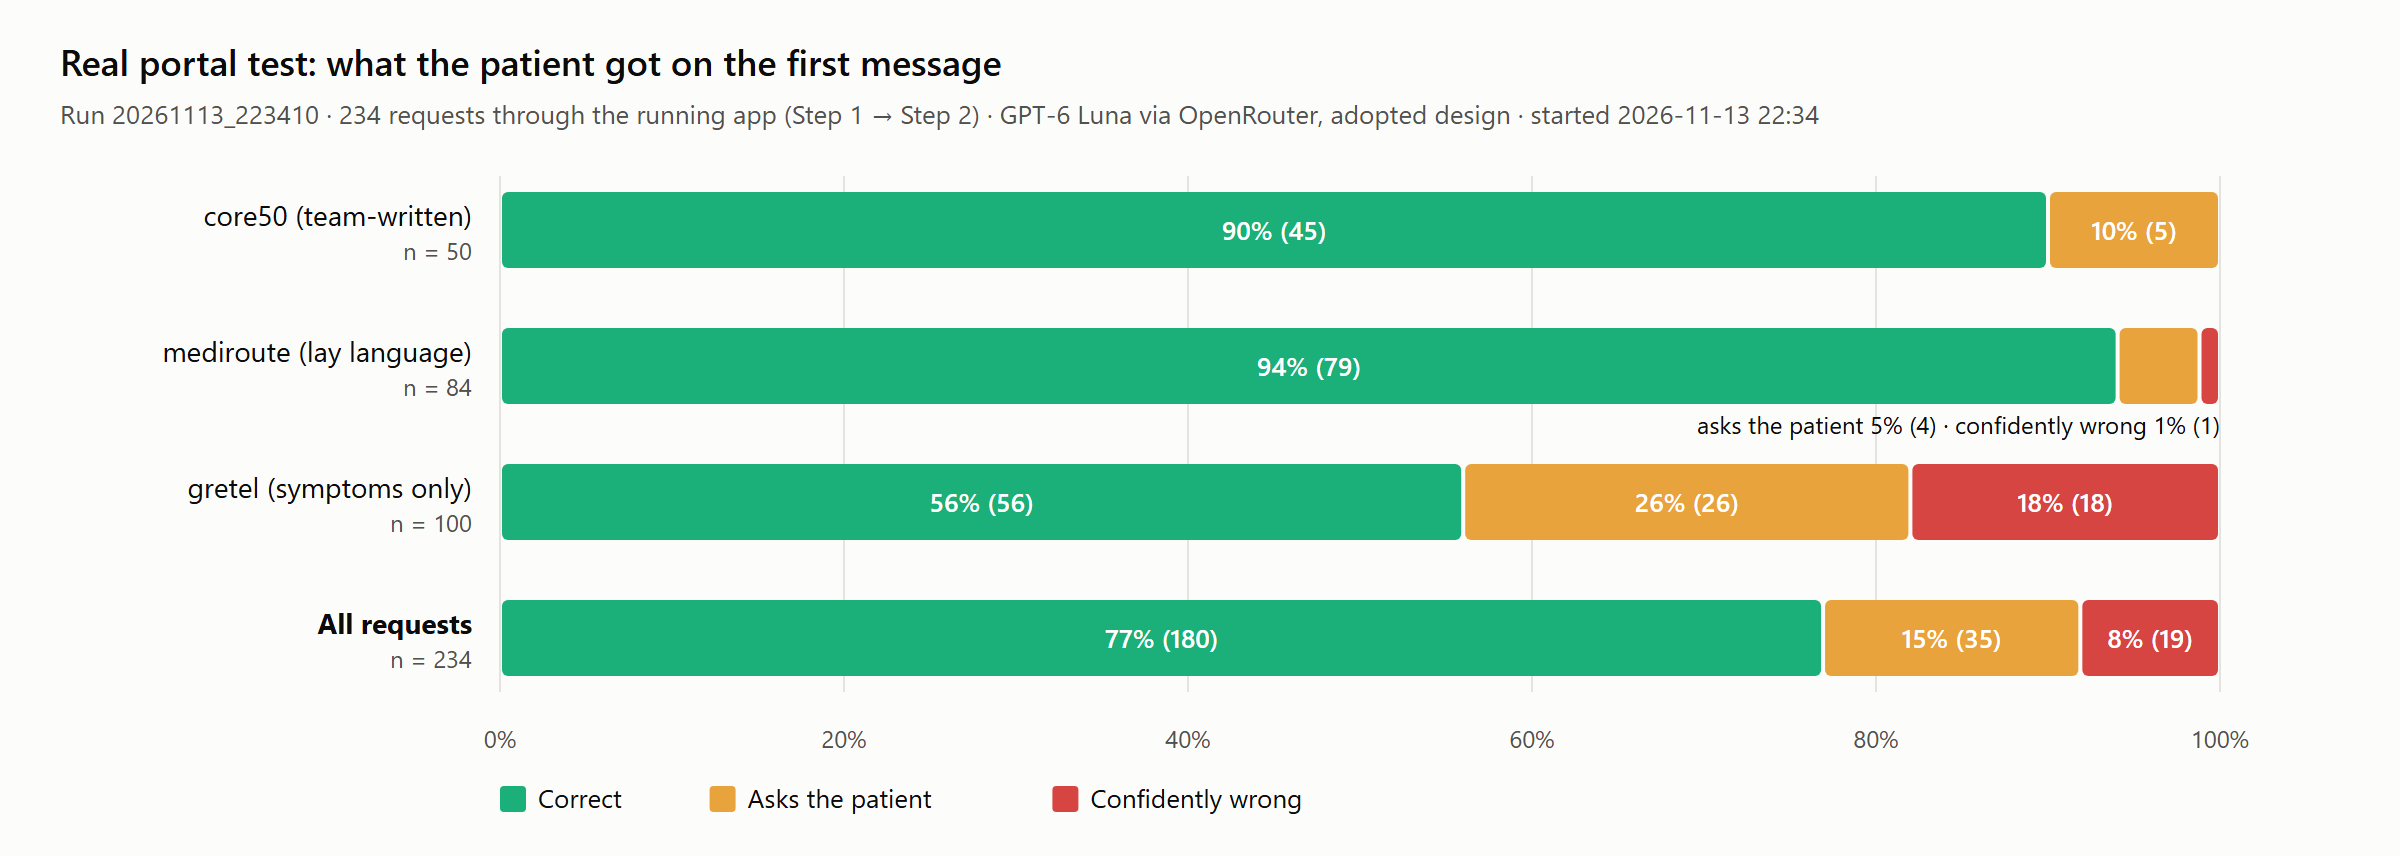 Real portal test: what the patient got on the first message
Run 20261113_223410 · 234 requests through the running app (Step 1 → Step 2) · GPT-6 Luna via OpenRouter, adopted design · started 2026-11-13 22:34
core50 (team-written)
n = 50
90% (45)
10% (5)
mediroute (lay language)
n = 84
94% (79)
asks the patient 5% (4) · confidently wrong 1% (1)
gretel (symptoms only)
n = 100
56% (56)
26% (26)
18% (18)
All requests
n = 234
77% (180)
15% (35)
8% (19)
0%
20%
40%
60%
80%
100%
Correct
Asks the patient
Confidently wrong